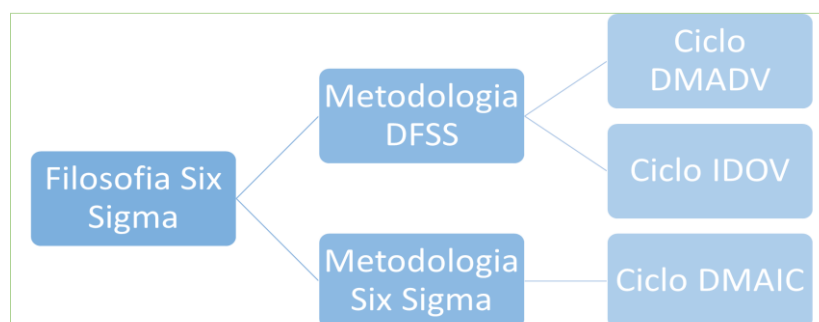 Filosofia Six
Sigma
Metodologia
DFSS
Ciclo
DMADV
Ciclo IDOV
Metodologia
Six Sigma
Ciclo DMAIC